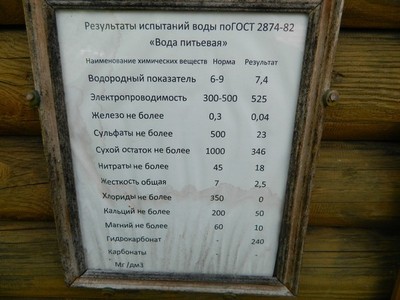 Результаты испытаний воды поГОСТ 2874-82
«Вода питьевая»
Наименование химических веществ Норма Результат
Водородный показатель 6-9 7,4
Электропроводимость 300-500 525
Железо не более 0,3 0,04
Сульфаты не более 500 23
Сухой остаток не более 1000 346
Нитраты не более 45 18
Жесткость общая 7 2,5
Хлориды не более 350 0
Кальций не более 200 50
Магний не более 60 10
Гидрокарбонат - 240
Карбонаты -
Мг/дм3